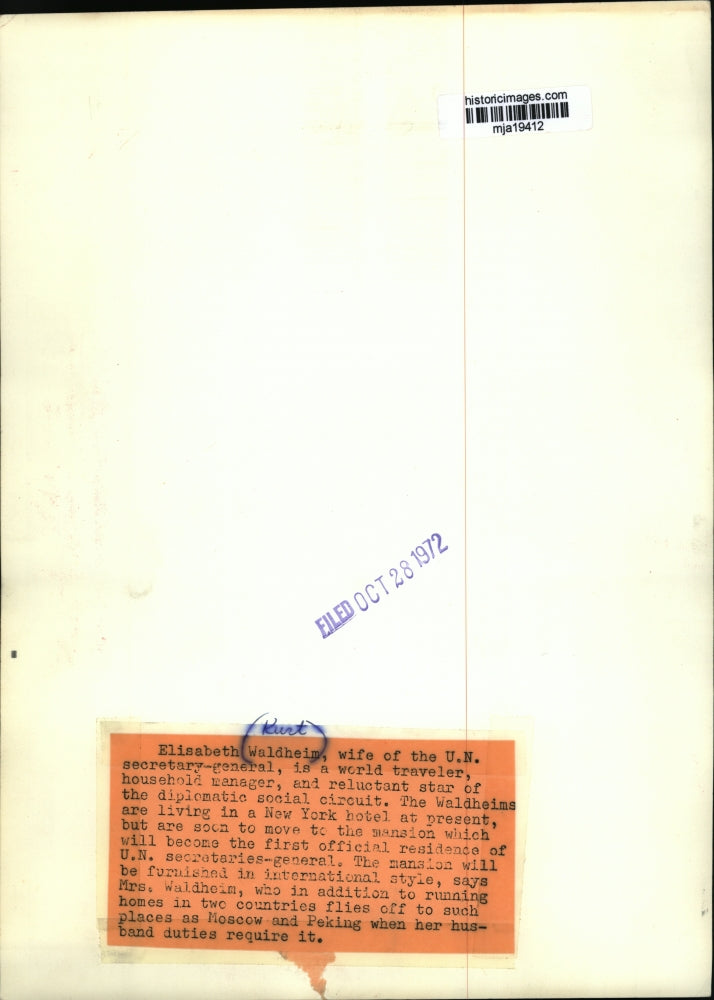 historicimages.com
mja19412
FILED OCT 28 1972
Kurt
Elisabeth Waldheim, wife of the U.N.
secretary-general, is a world traveler,
household manager, and reluctant star of
the diplomatic social circuit. The Waldheims
are living in a New York hotel at present,
but are soon to move to the mansion which
will become the first official residence of
U.N. secretaries-general. The mansion will
be furnished in international style, says
Mrs. Waldheim, who in addition to running
homes in two countries flies off to such
places as Moscow and Peking when her hus-
band duties require it.